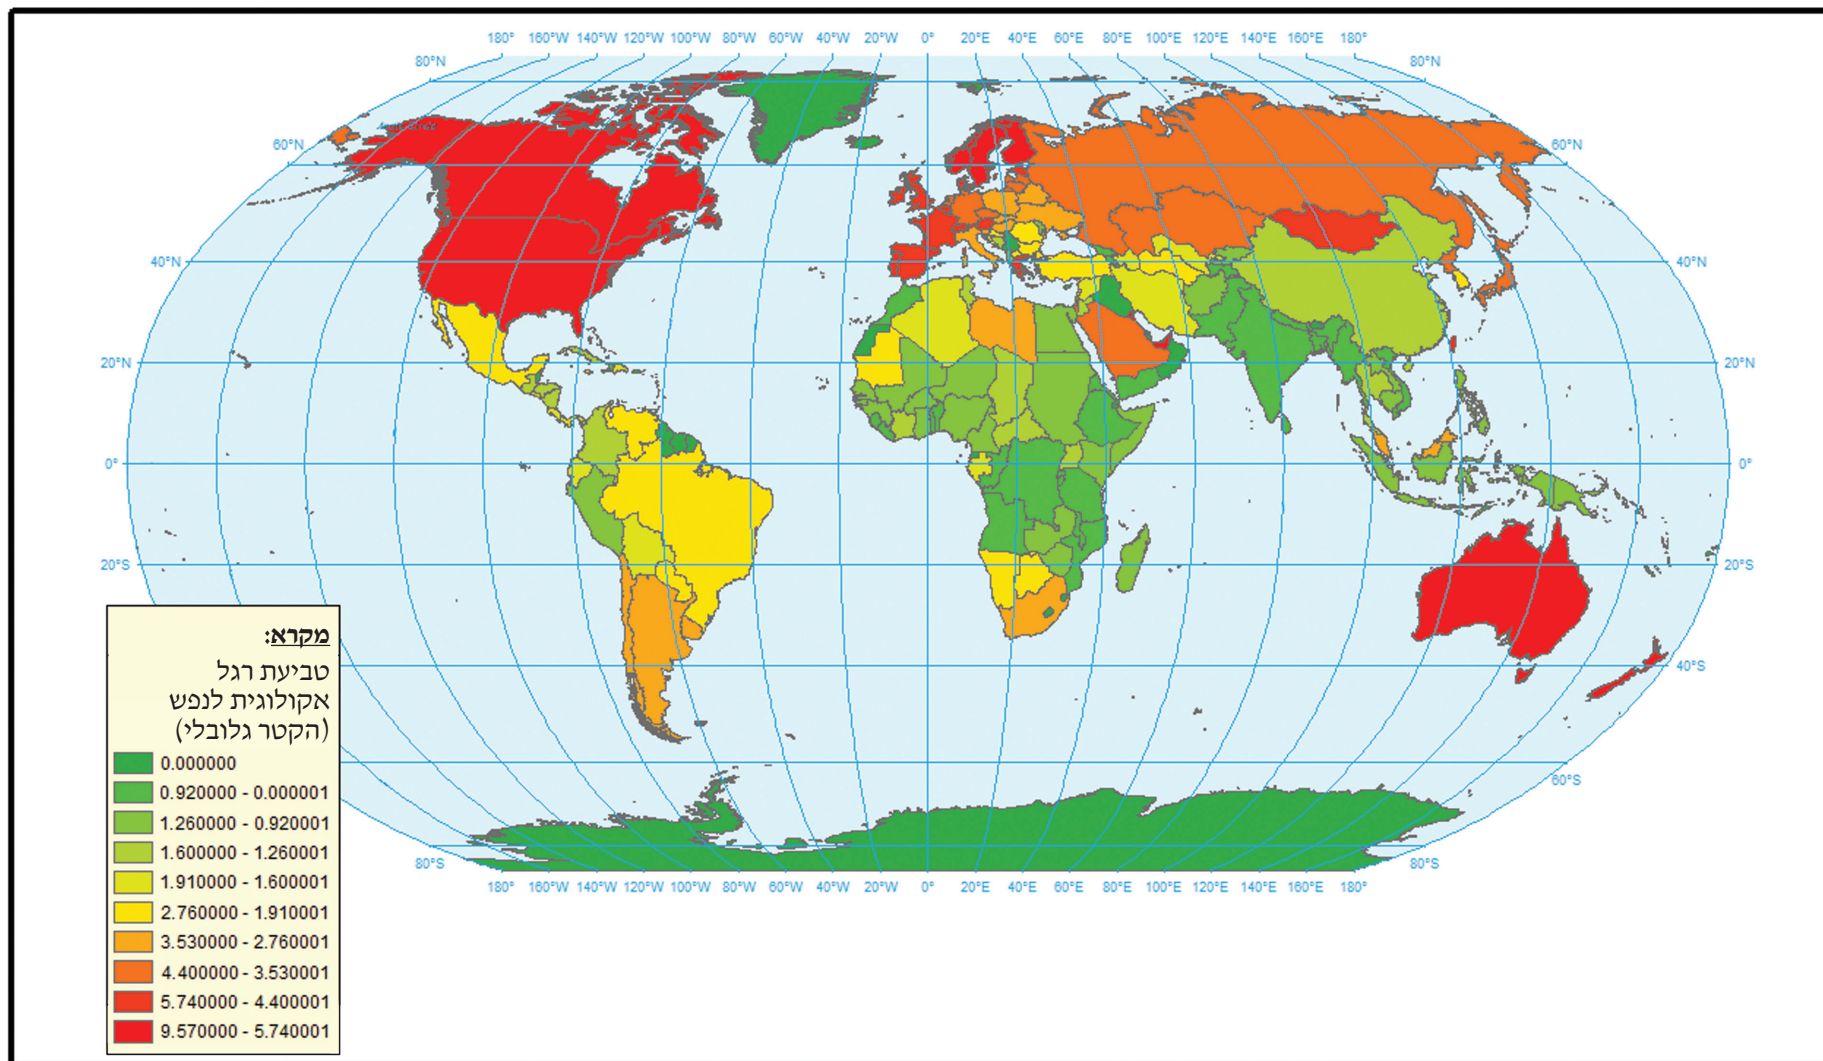 180° 160°W 140°W 120°W 100°W 80°W 60°W 40°W 20°W 0° 20°E 40°E 60°E 80°E 100°E 120°E 140°E 160°E 180°
80°N 80°N
60°N 60°N
40°N 40°N
20°N 20°N
0° 0°
20°S 20°S
40°S
60°S
80°S 80°S
180° 160°W 140°W 120°W 100°W 80°W 60°W 40°W 20°W 0° 20°E 40°E 60°E 80°E 100°E 120°E 140°E 160°E 180°
מקרא:
טביעת רגל
אקולוגית לנפש
(הקטר גלובלי)
0.000000
0.920000 - 0.000001
1.260000 - 0.920001
1.600000 - 1.260001
1.910000 - 1.600001
2.760000 - 1.910001
3.530000 - 2.760001
4.400000 - 3.530001
5.740000 - 4.400001
9.570000 - 5.740001